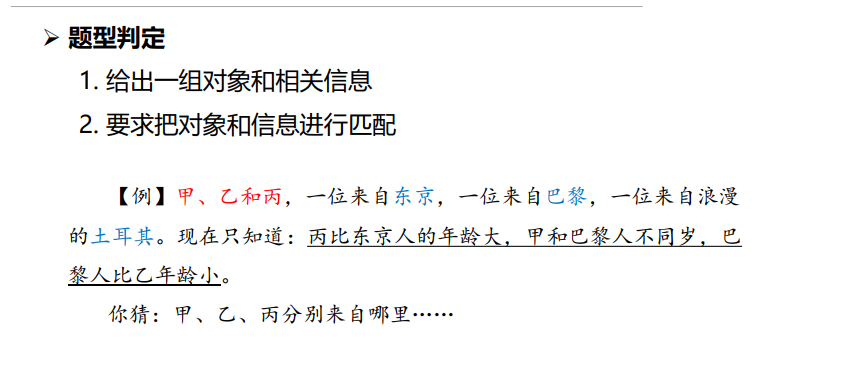 ➢ 题型判定
1. 给出一组对象和相关信息
2. 要求把对象和信息进行匹配
【例】甲、乙和丙，一位来自东京，一位来自巴黎，一位来自浪漫
的土耳其。现在只知道：丙比东京人的年龄大，甲和巴黎人不同岁，巴
黎人比乙年龄小。
你猜：甲、乙、丙分别来自哪里……